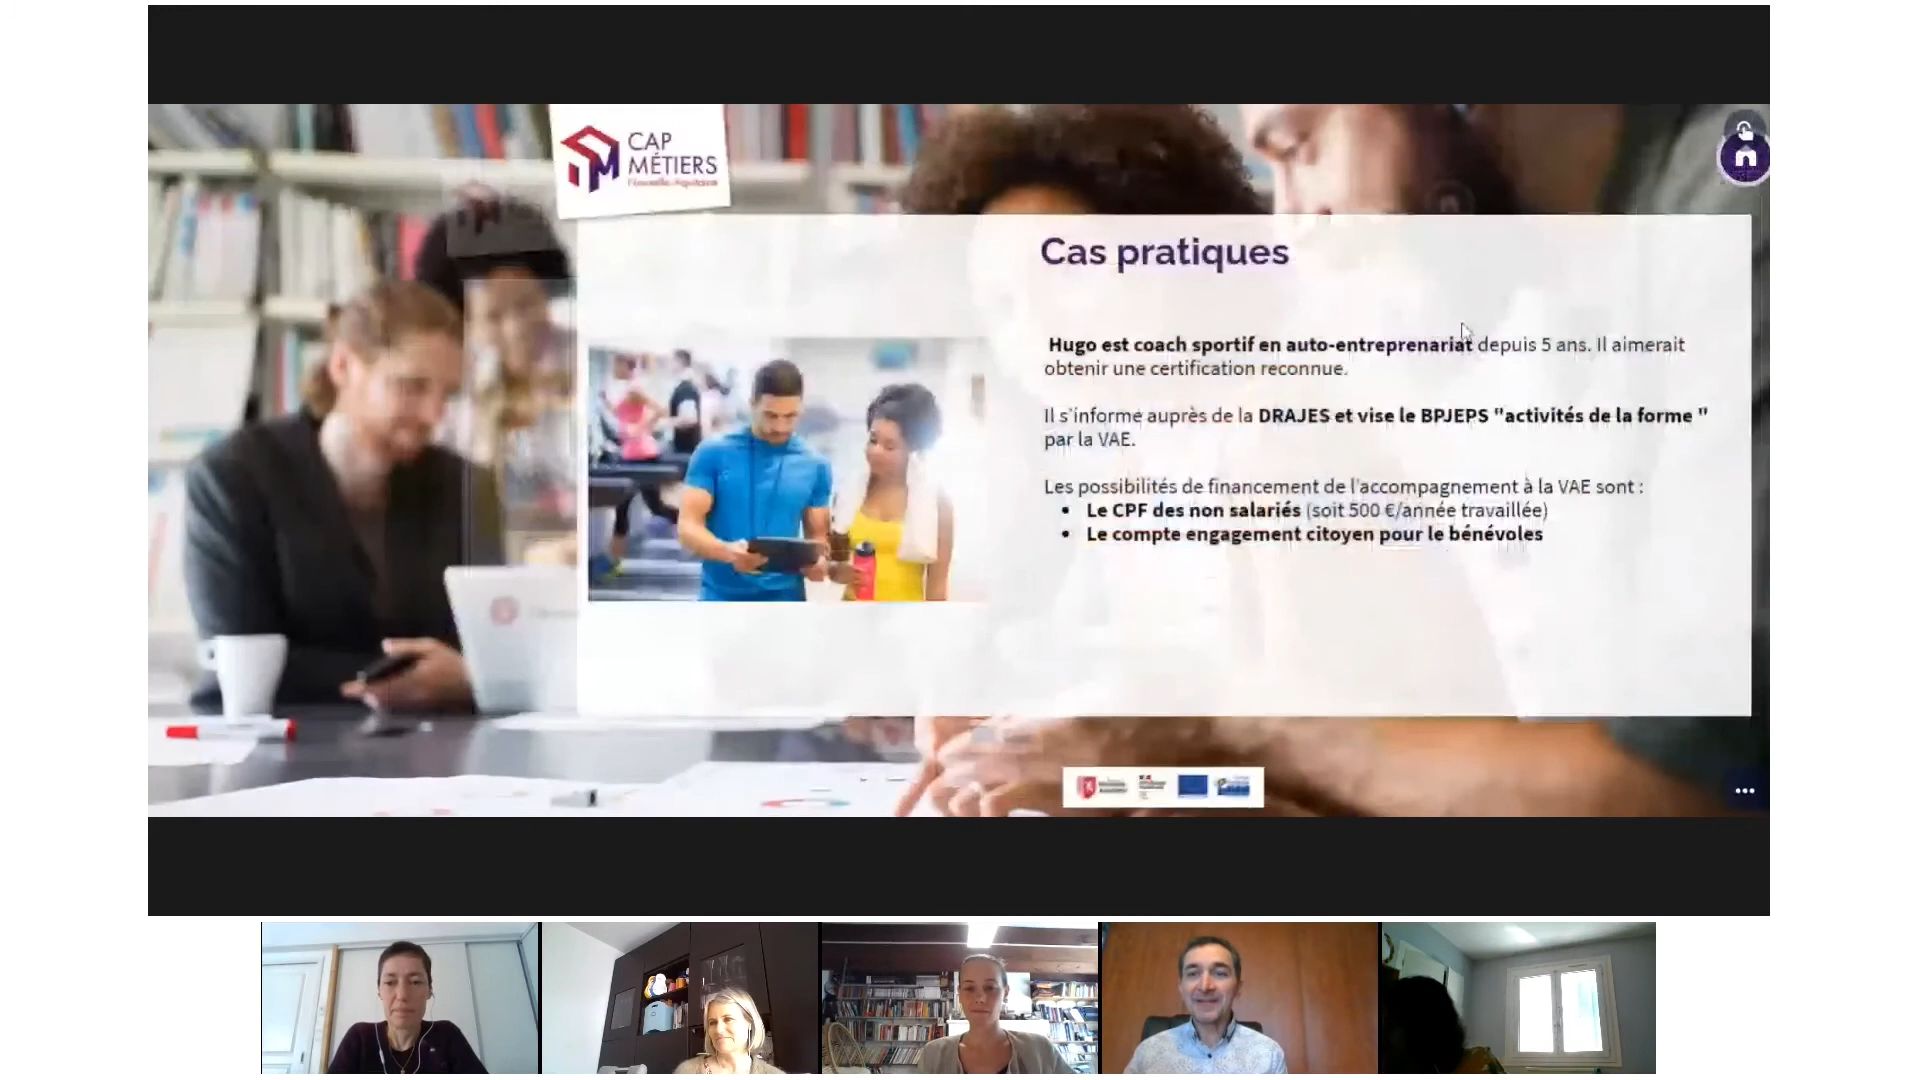 CAP
MÉTIERS
Nouvelle-Aquitaine
Cas pratiques
Hugo est coach sportif en auto-entreprenariat depuis 5 ans. Il aimerait
obtenir une certification reconnue.
Il s'informe auprès de la DRAJES et vise le BPJEPS "activités de la forme "
par la VAE.
Les possibilités de financement de l'accompagnement à la VAE sont :
• Le CPF des non salariés (soit 500 €/année travaillée)
• Le compte engagement citoyen pour le bénévoles